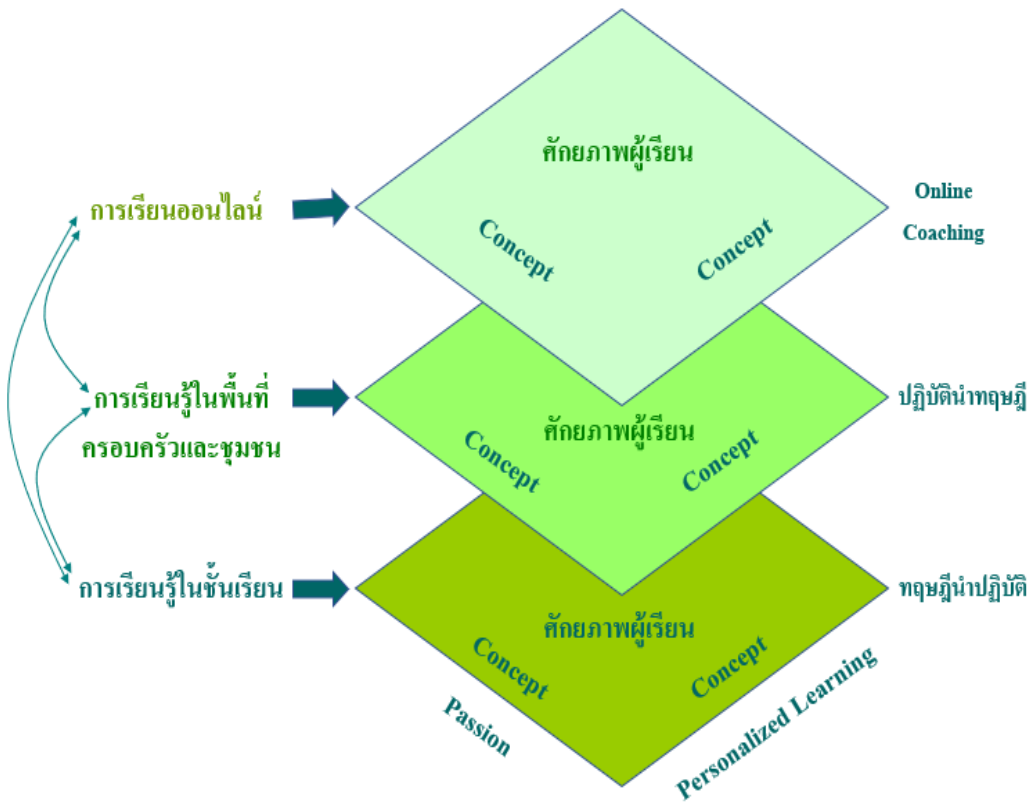 ศักยภาพผู้เรียน
การเรียนออนไลน์
Concept
Concept
Online
Coaching
การเรียนรู้ในพื้นที่
ครอบครัวและชุมชน
ศักยภาพผู้เรียน
Concept
Concept
ปฏิบัตินำทฤษฎี
การเรียนรู้ในชั้นเรียน
ศักยภาพผู้เรียน
Concept
Concept
ทฤษฎีนำปฏิบัติ
Passion
Personalized Learning